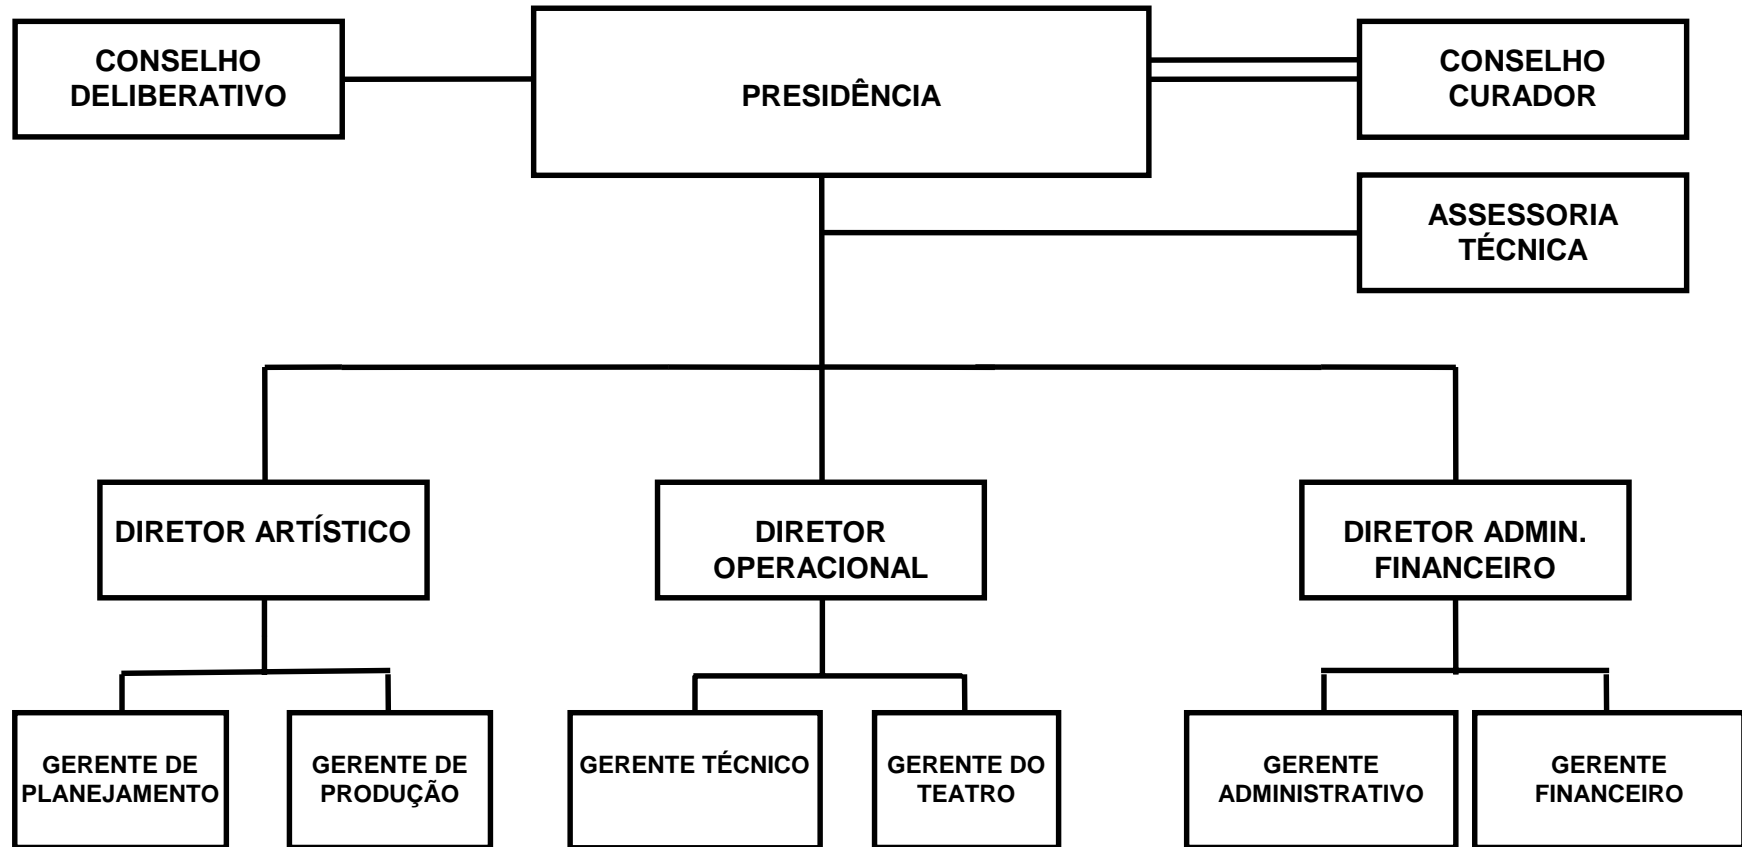 CONSELHO
DELIBERATIVO
PRESIDÊNCIA
CONSELHO
CURADOR
ASSESSORIA
TÉCNICA
DIRETOR ARTÍSTICO
DIRETOR
OPERACIONAL
DIRETOR ADMIN.
FINANCEIRO
GERENTE DE
PLANEJAMENTO
GERENTE DE
PRODUÇÃO
GERENTE TÉCNICO
GERENTE DO
TEATRO
GERENTE
ADMINISTRATIVO
GERENTE
FINANCEIRO